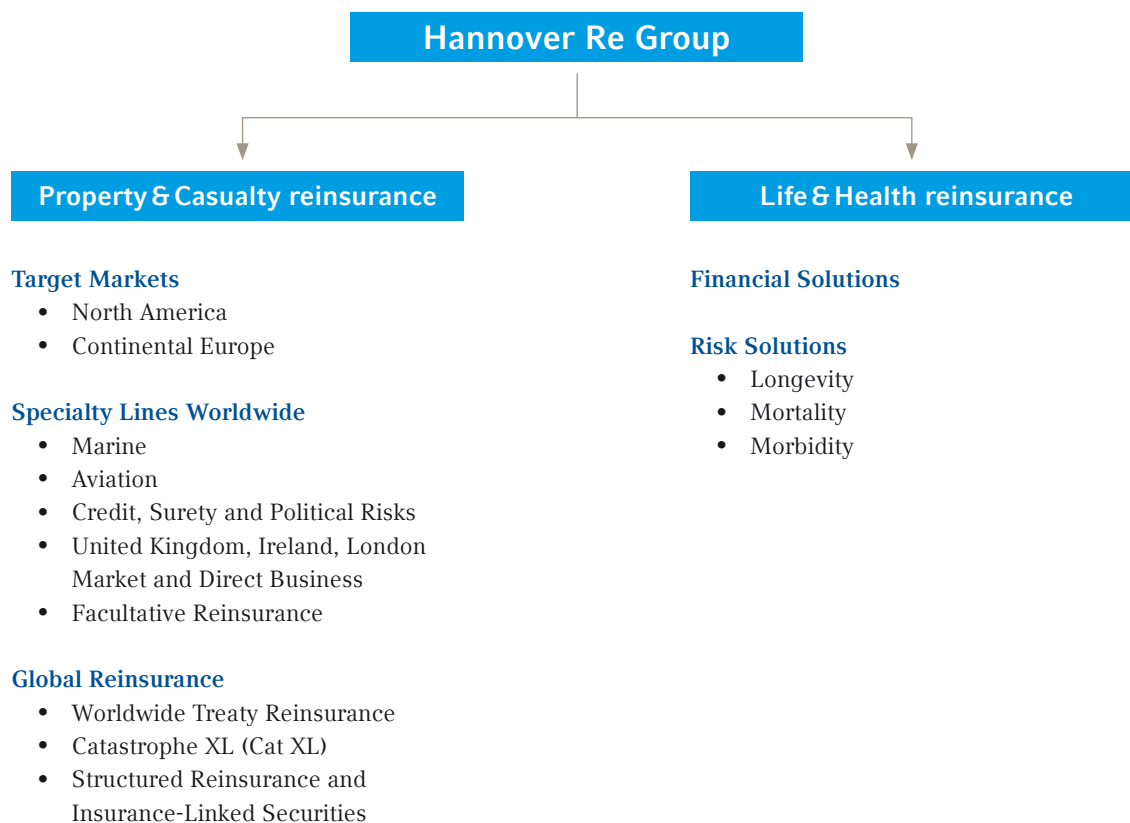 Hannover Re Group
Property & Casualty reinsurance
Target Markets
• North America
• Continental Europe
Specialty Lines Worldwide
• Marine
• Aviation
• Credit, Surety and Political Risks
• United Kingdom, Ireland, London
Market and Direct Business
• Facultative Reinsurance
Global Reinsurance
• Worldwide Treaty Reinsurance
• Catastrophe XL (Cat XL)
• Structured Reinsurance and
Insurance-Linked Securities
Life & Health reinsurance
Financial Solutions
Risk Solutions
• Longevity
• Mortality
• Morbidity